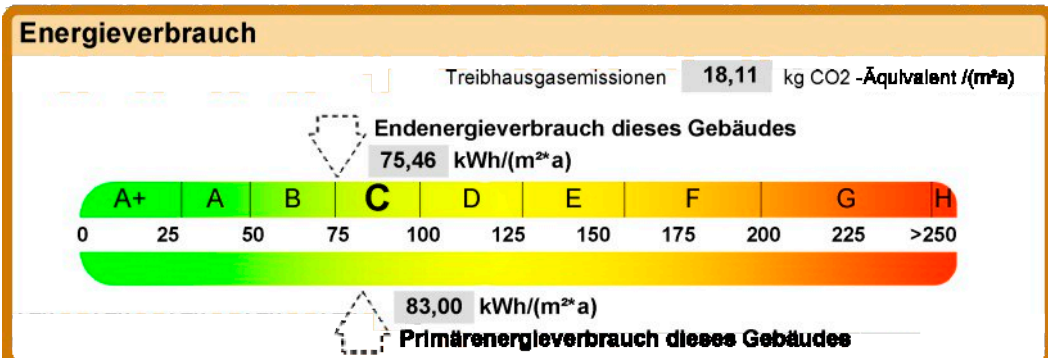 Energieverbrauch
Treibhausgasemissionen 18,11 kg CO2 -Äquivalent /(m²a)
Endenergieverbrauch dieses Gebäudes
75,46 kWh/(m²*a)
A+ A B C D E F G H
0 25 50 75 100 125 150 175 200 225 >250
83,00 kWh/(m²*a)
Primärenergieverbrauch dieses Gebäudes